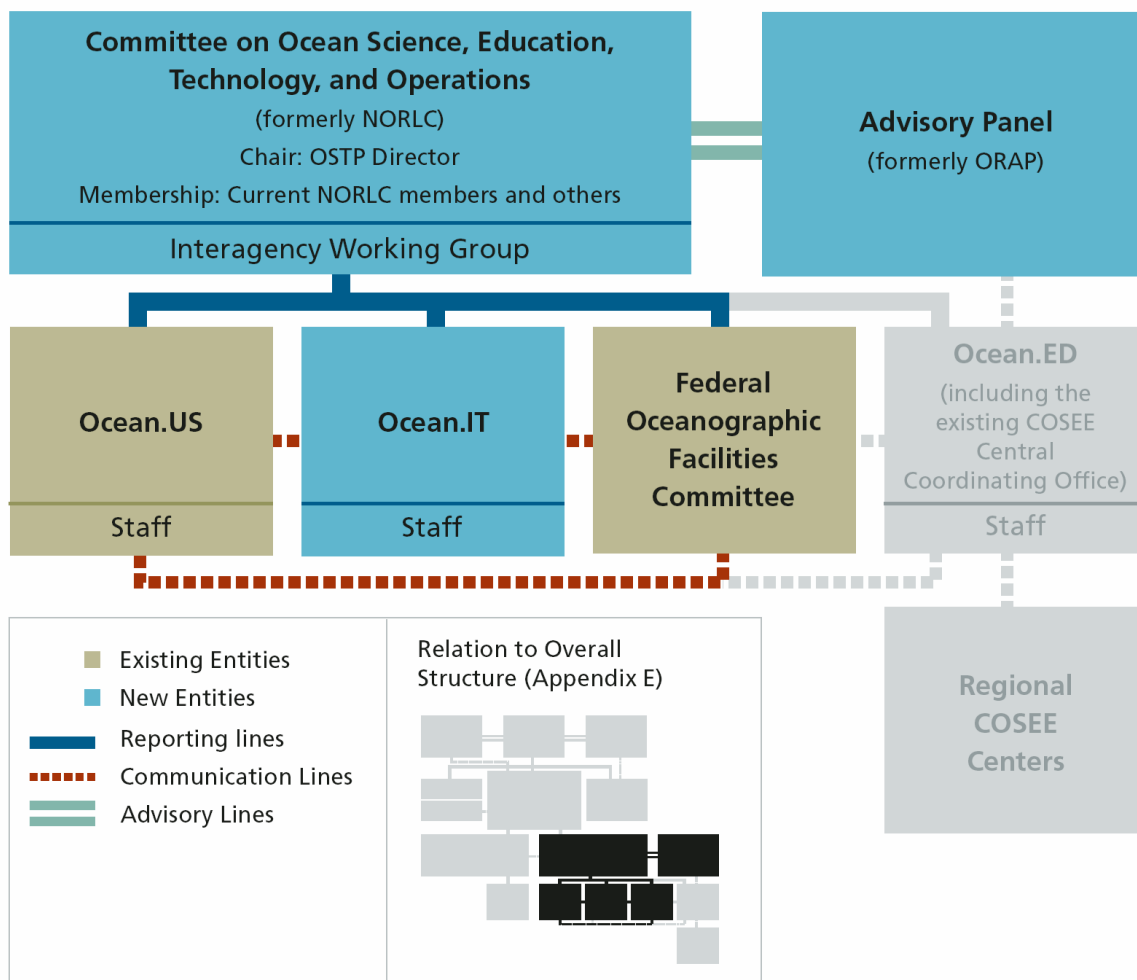 Committee on Ocean Science, Education,
Technology, and Operations
(formerly NORLC)
Chair: OSTP Director
Membership: Current NORLC members and others
Interagency Working Group
Advisory Panel
(formerly ORAP)
Ocean.US
Staff
Ocean.IT
Staff
Federal
Oceanographic
Facilities
Committee
Ocean.ED
(including the
existing COSEE
Central
Coordinating Office)
Staff
Regional
COSEE
Centers
Existing Entities
New Entities
Reporting lines
Communication Lines
Advisory Lines
Relation to Overall
Structure (Appendix E)